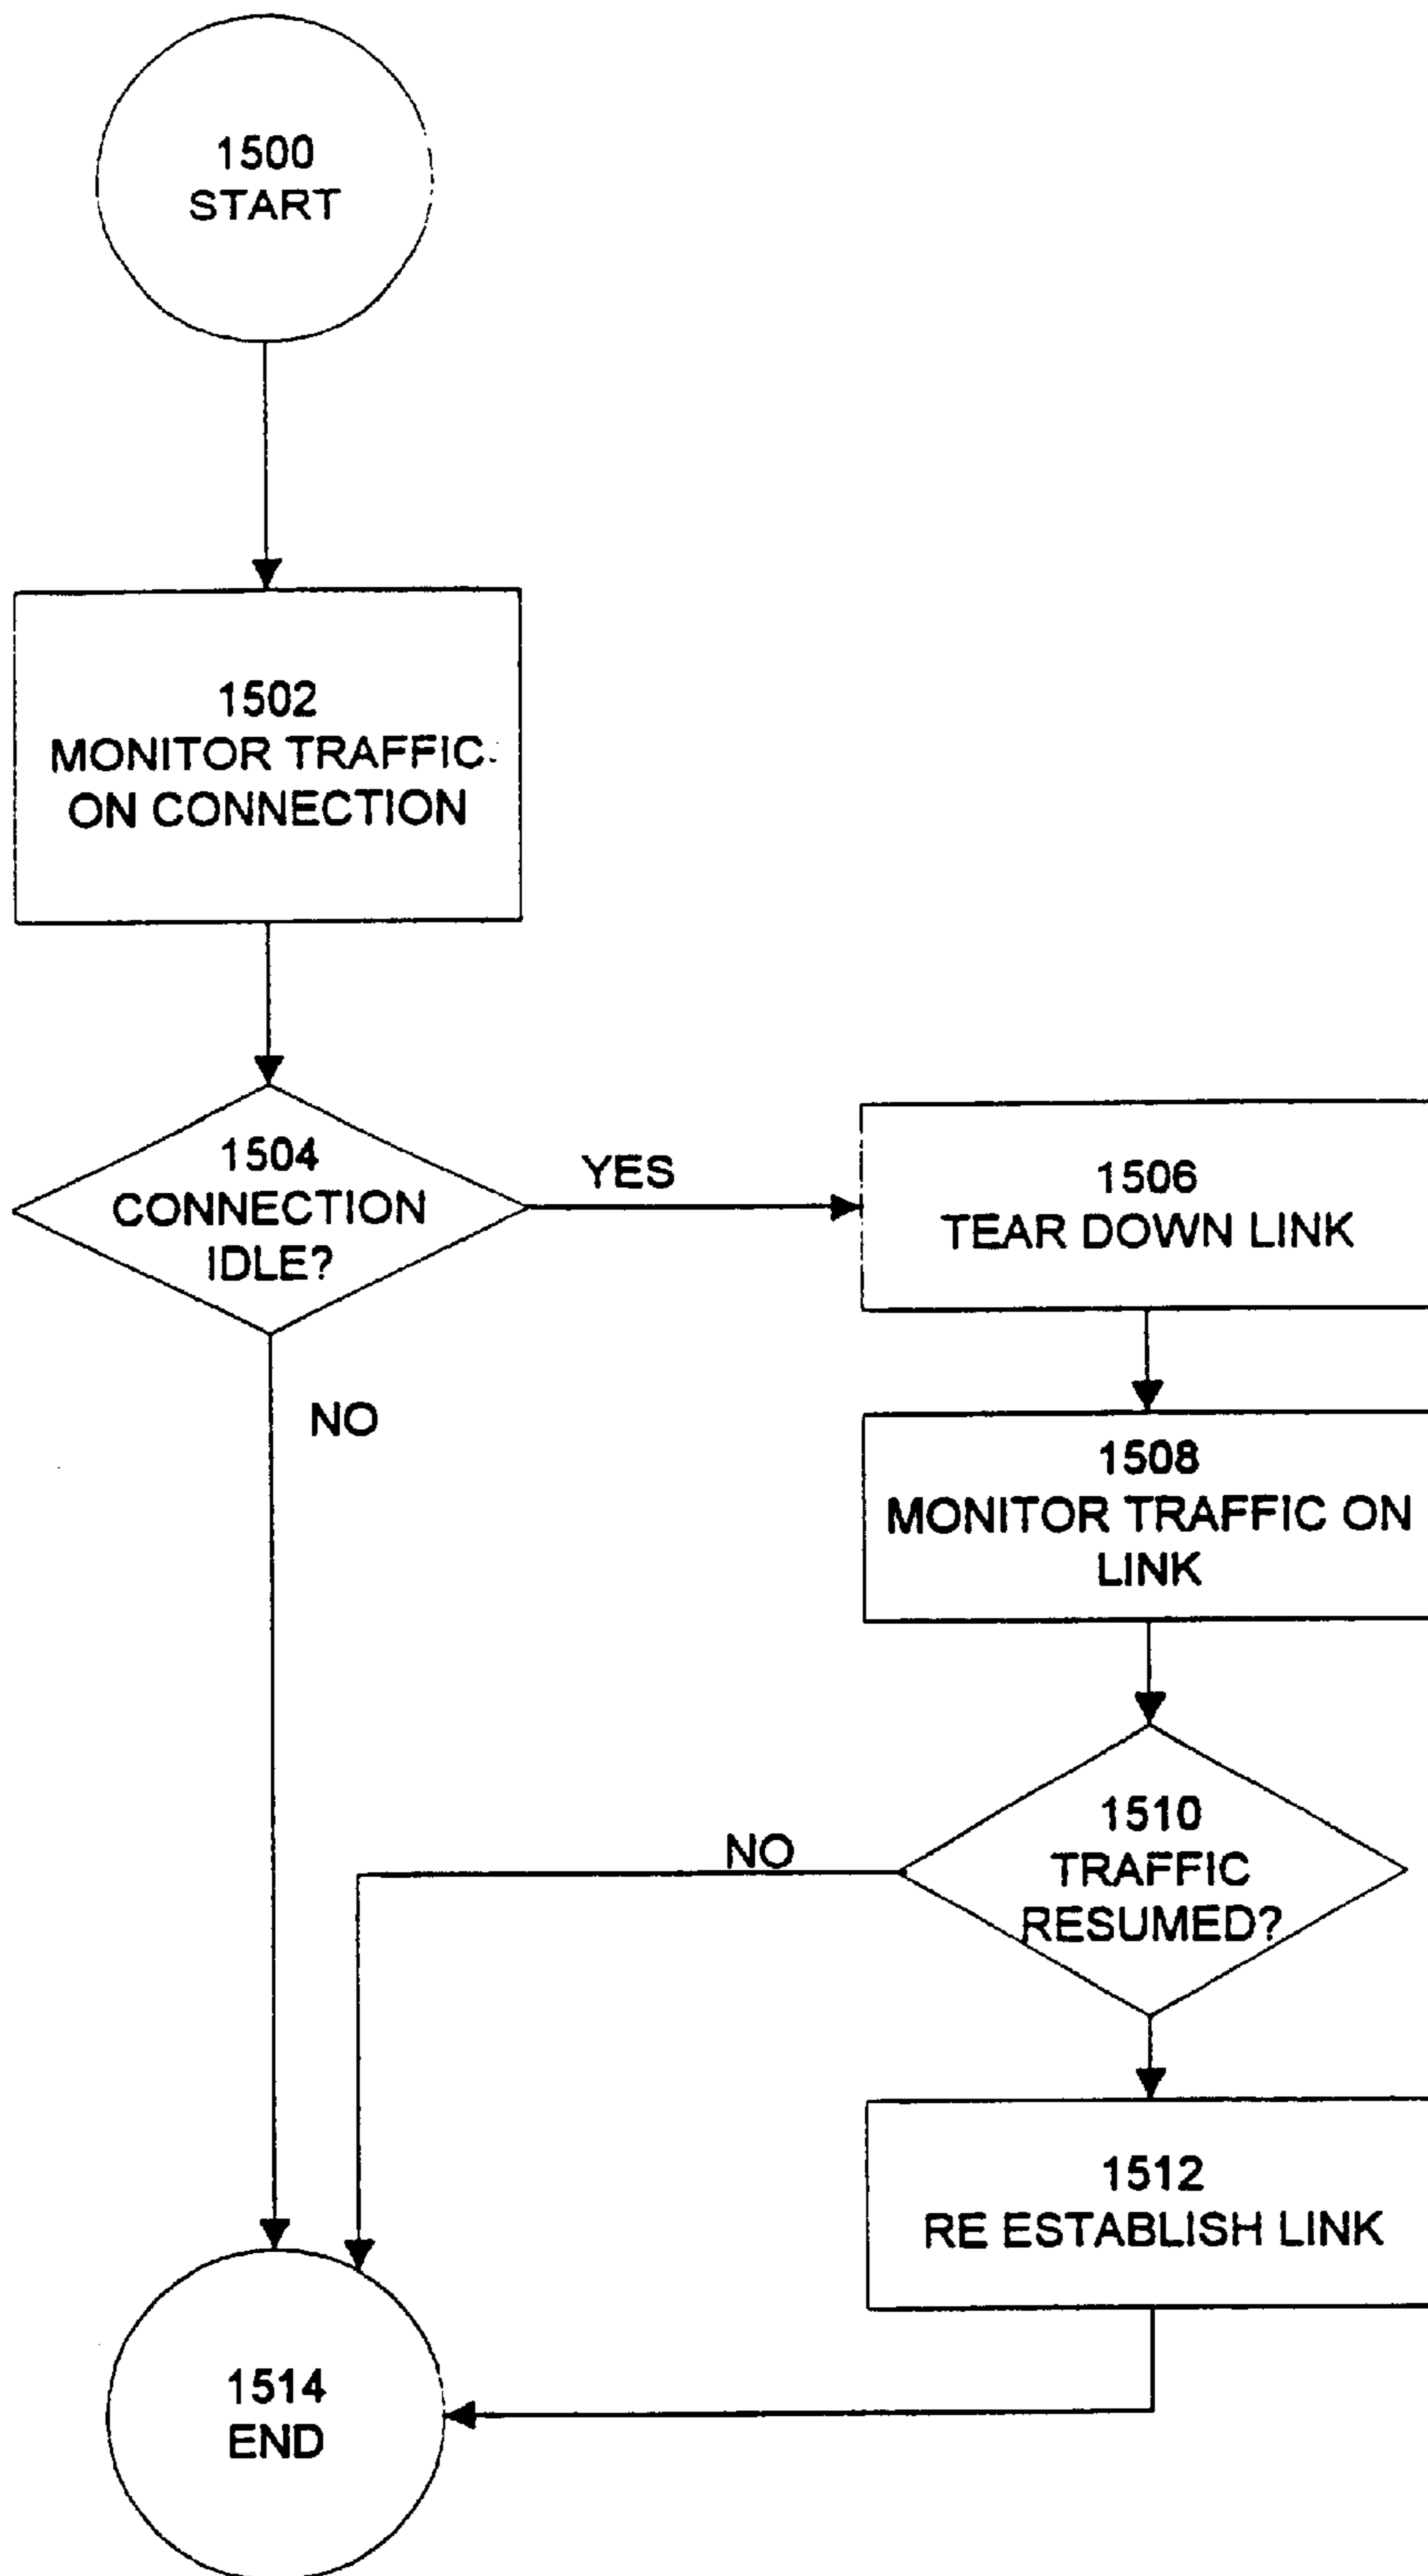 1500
START
1502
MONITOR TRAFFIC
ON CONNECTION
1504
CONNECTION
IDLE?
YES
NO
1506
TEAR DOWN LINK
1508
MONITOR TRAFFIC ON
LINK
1510
TRAFFIC
RESUMED?
NO
1512
RE ESTABLISH LINK
1514
END